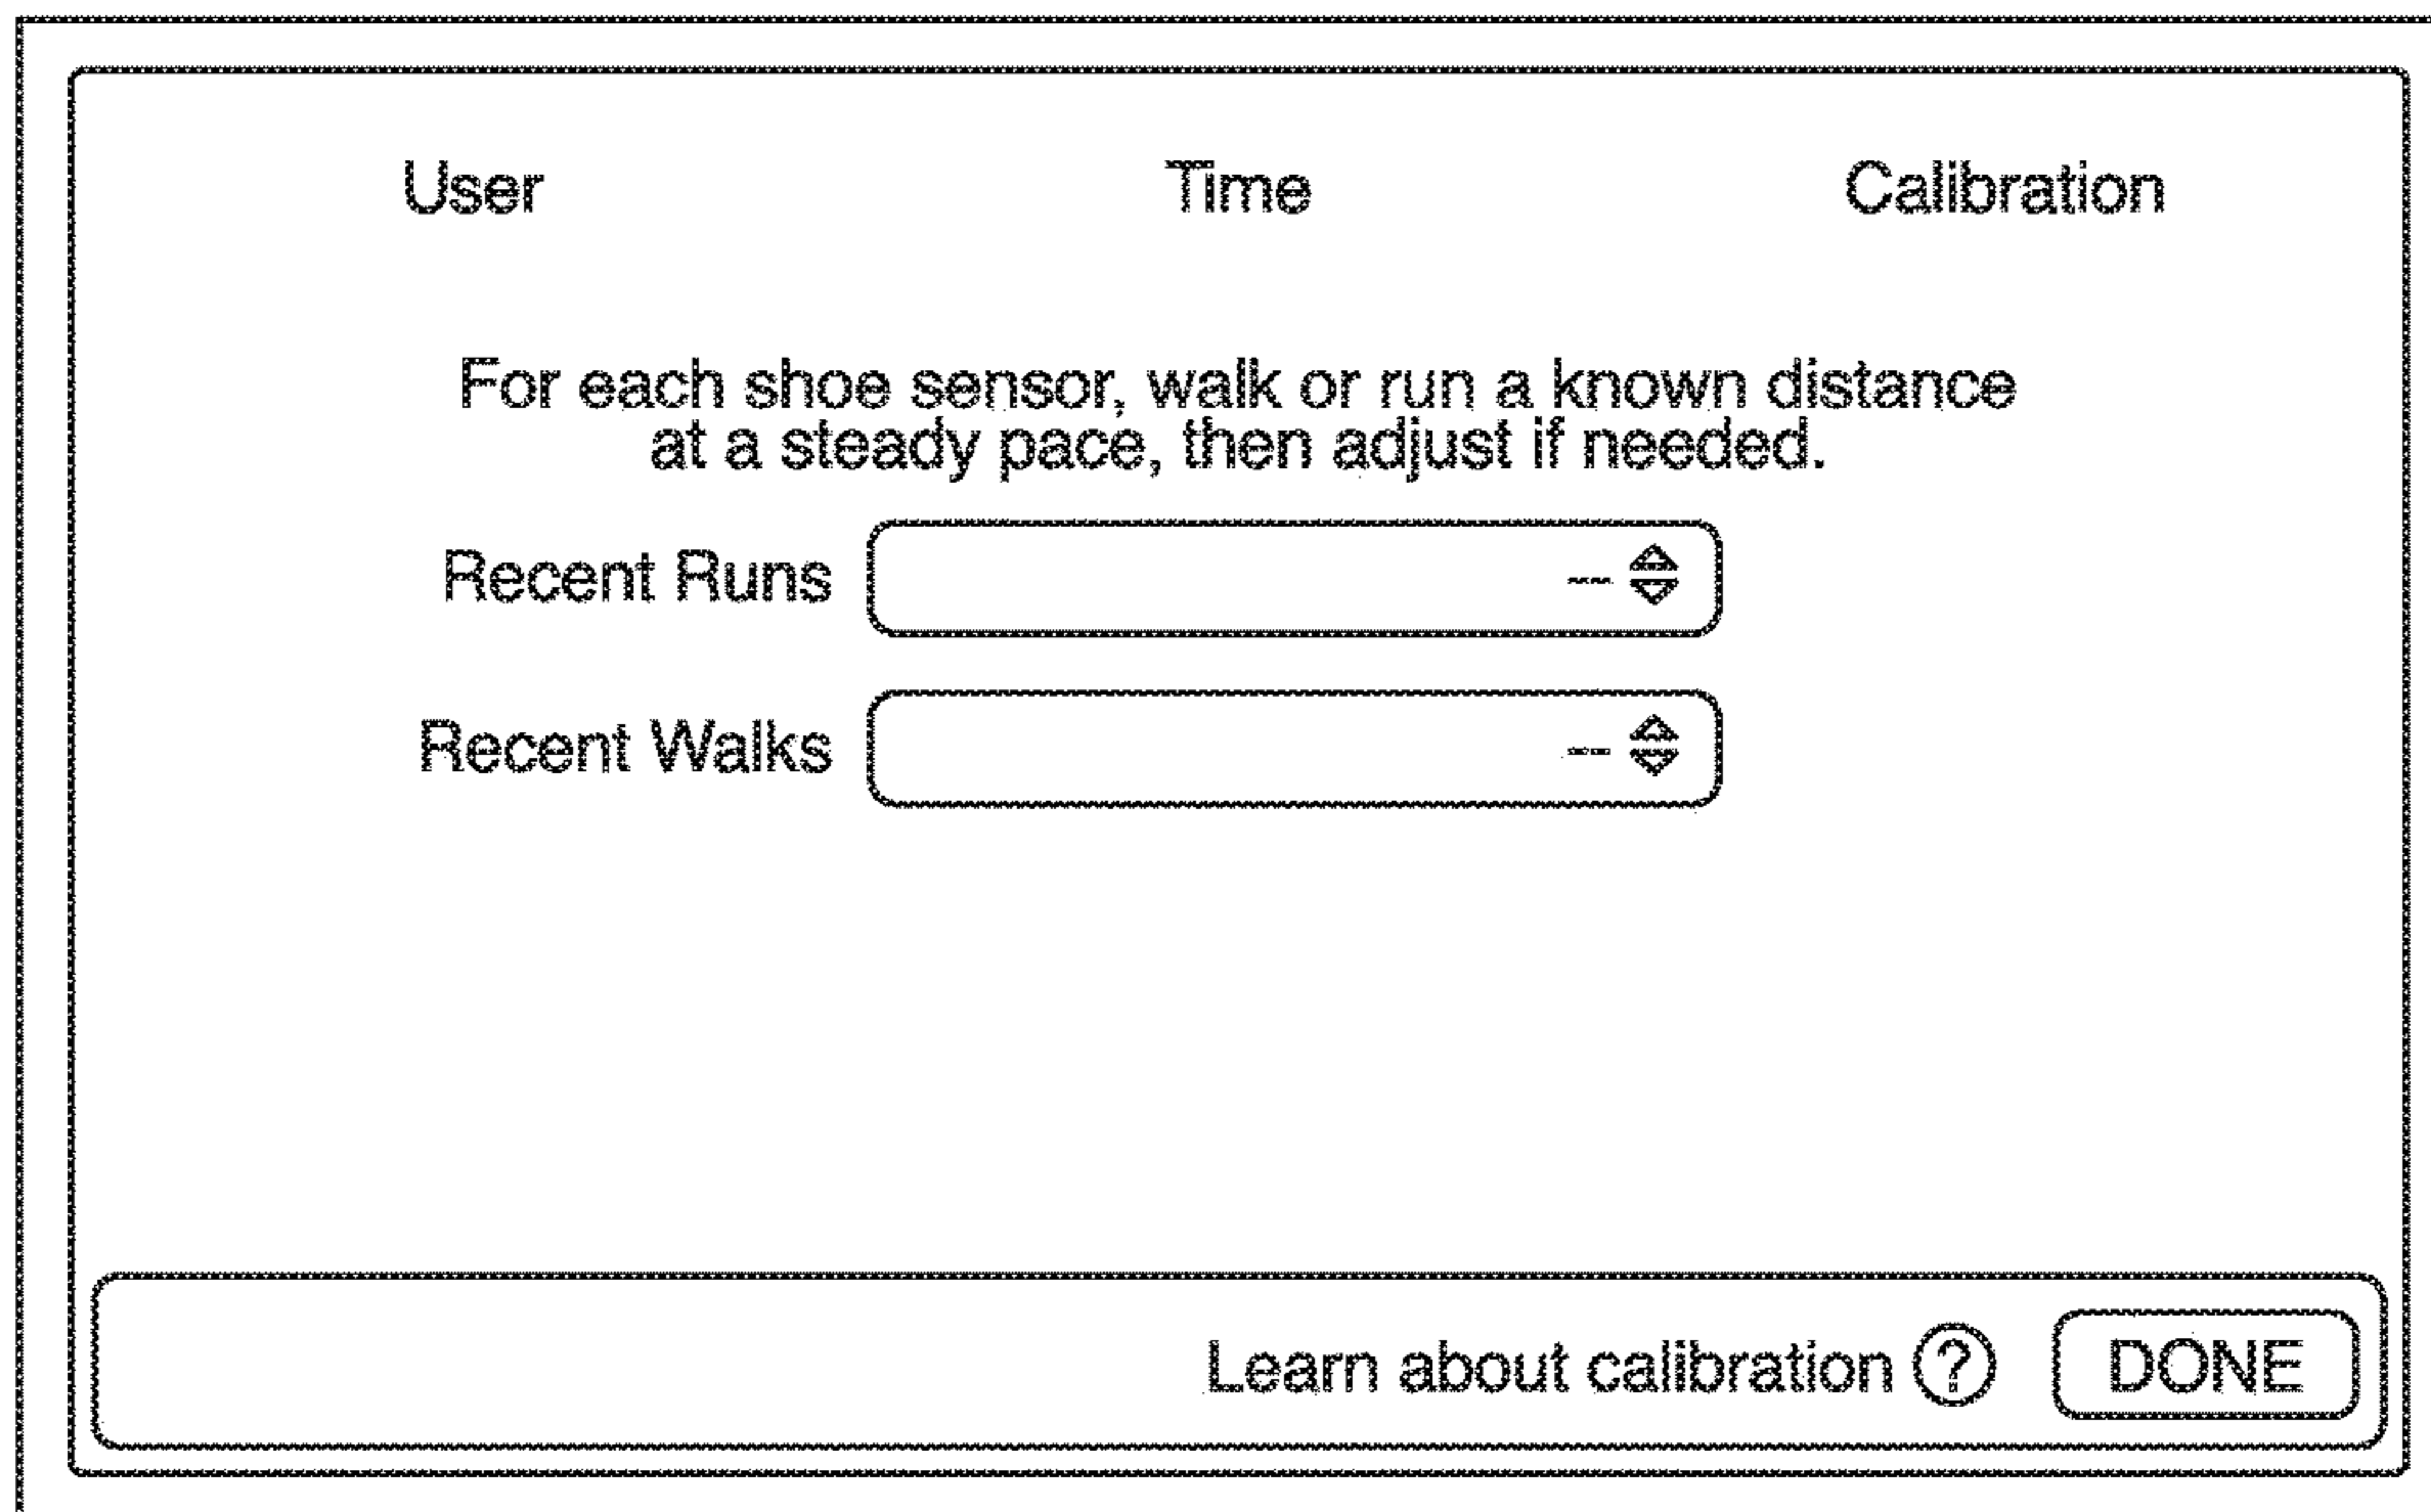 User Time Calibration
For each shoe sensor, walk or run a known distance
at a steady pace, then adjust if needed.
Recent Runs --
Recent Walks --
Learn about calibration ? DONE